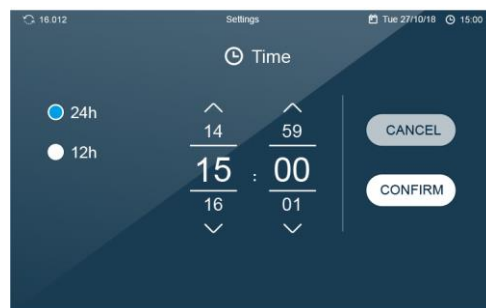 16.012 Settings Tue 27/10/18 15:00
Time
24h
12h
14 59
15 : 00
16 01
CANCEL
CONFIRM